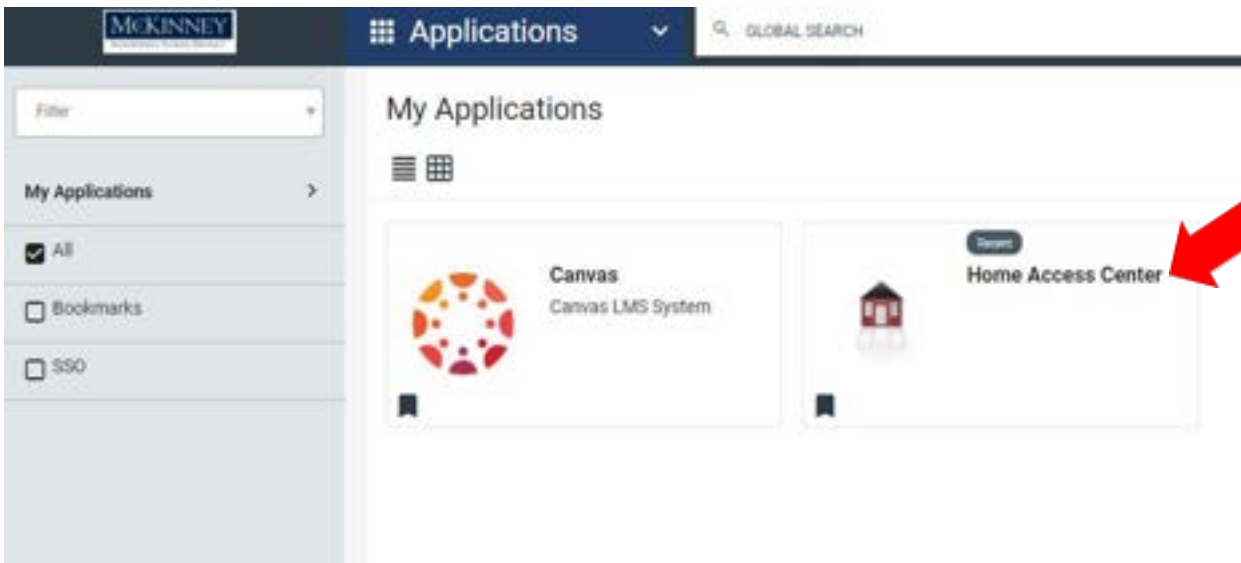 McKINNEY
Applications
GLOBAL SEARCH
Filter
My Applications
All
Bookmarks
SSO
My Applications
Canvas
Canvas LMS System
Recent
Home Access Center